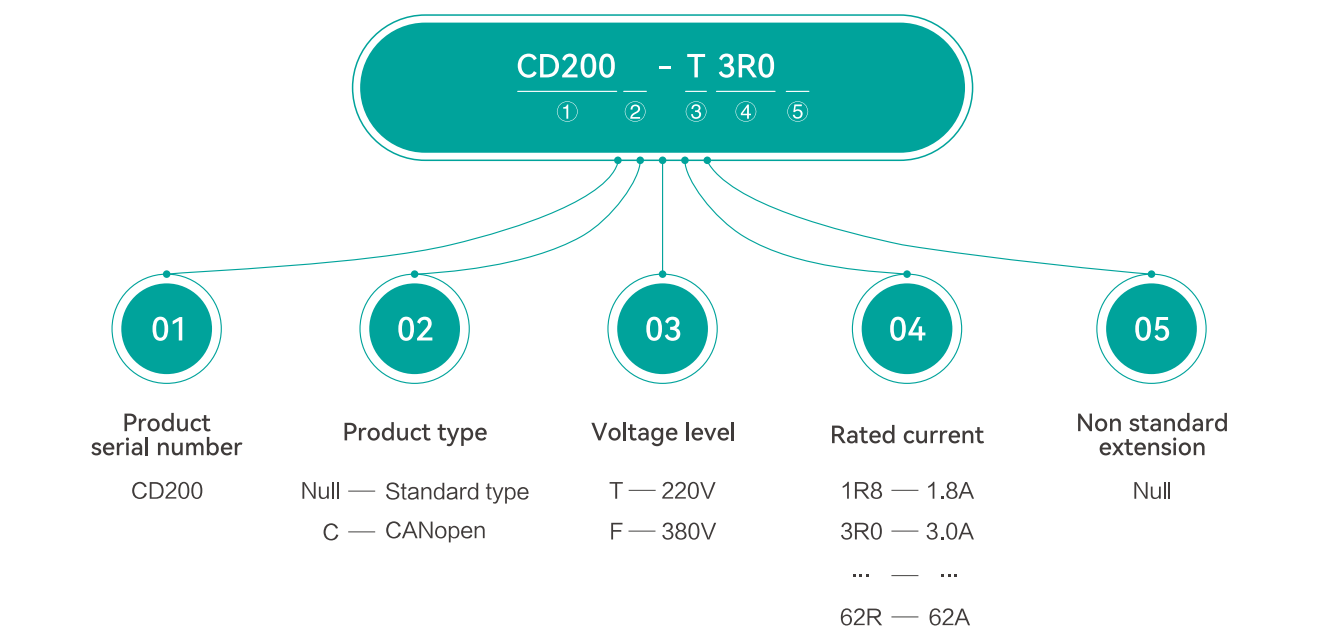 CD200 - T 3R0
① ② ③ ④ ⑤
01 02 03 04 05
Product
serial number
CD200
Product type
Null — Standard type
C — CANopen
Voltage level
T — 220V
F — 380V
Rated current
1R8 — 1.8A
3R0 — 3.0A
... — ...
62R — 62A
Non standard
extension
Null